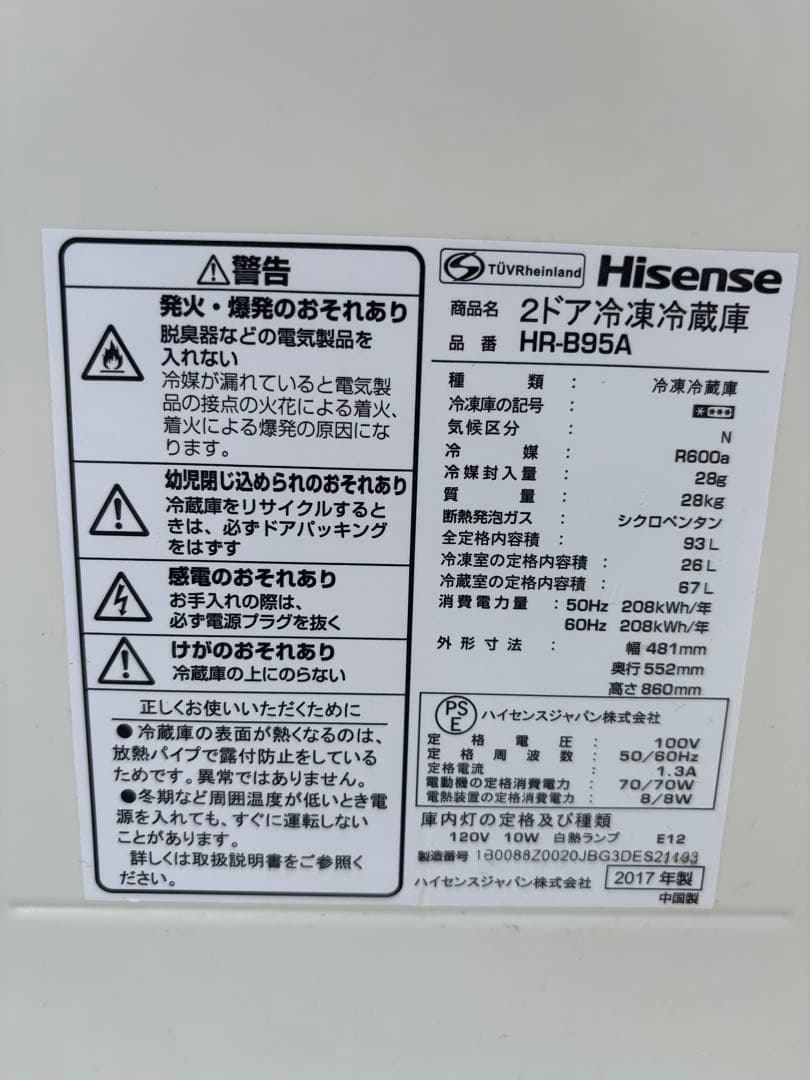 ⚠警告
発火・爆発のおそれあり
脱臭器などの電気製品を
入れない
冷媒が漏れていると電気製
品の接点の火花による着火、
着火による爆発の原因にな
ります。
幼児閉じ込められのおそれあり
冷蔵庫をリサイクルすると
きは、必ずドアパッキング
をはずす
感電のおそれあり
お手入れの際は、
必ず電源プラグを抜く
けがのおそれあり
冷蔵庫の上にのらない
正しくお使いいただくために
●冷蔵庫の表面が熱くなるのは、
放熱パイプで露付防止をしている
ためです。異常ではありません。
●冬期など周囲温度が低いとき電
源を入れても、すぐに運転しない
ことがあります。
詳しくは取扱説明書をご参照く
ださい。
TÜVRheinland Hisense
商品名 2ドア冷凍冷蔵庫
品番 HR-B95A
種類 : 冷凍冷蔵庫
冷凍庫の記号 : ****
気候区分 : N
冷媒 : R600a
冷媒封入量 : 28g
質量 : 28kg
断熱発泡ガス : シクロペンタン
全定格内容積 : 93L
冷凍室の定格内容積 : 26L
冷蔵室の定格内容積 : 67L
消費電力量 : 50Hz 208kWh/年
60Hz 208kWh/年
外形寸法 : 幅 481mm
奥行 552mm
高さ 860mm
PSE ハイセンスジャパン株式会社
定格電圧 : 100V
定格周波数 : 50/60Hz
定格電流 : 1.3A
電動機の定格消費電力 : 70/70W
電熱装置の定格消費電力 : 8/8W
庫内灯の定格及び種類
120V 10W 白熱ランプ E12
製造番号 1B0088Z0020JBG3DES21193
ハイセンスジャパン株式会社 2017年製
中国製